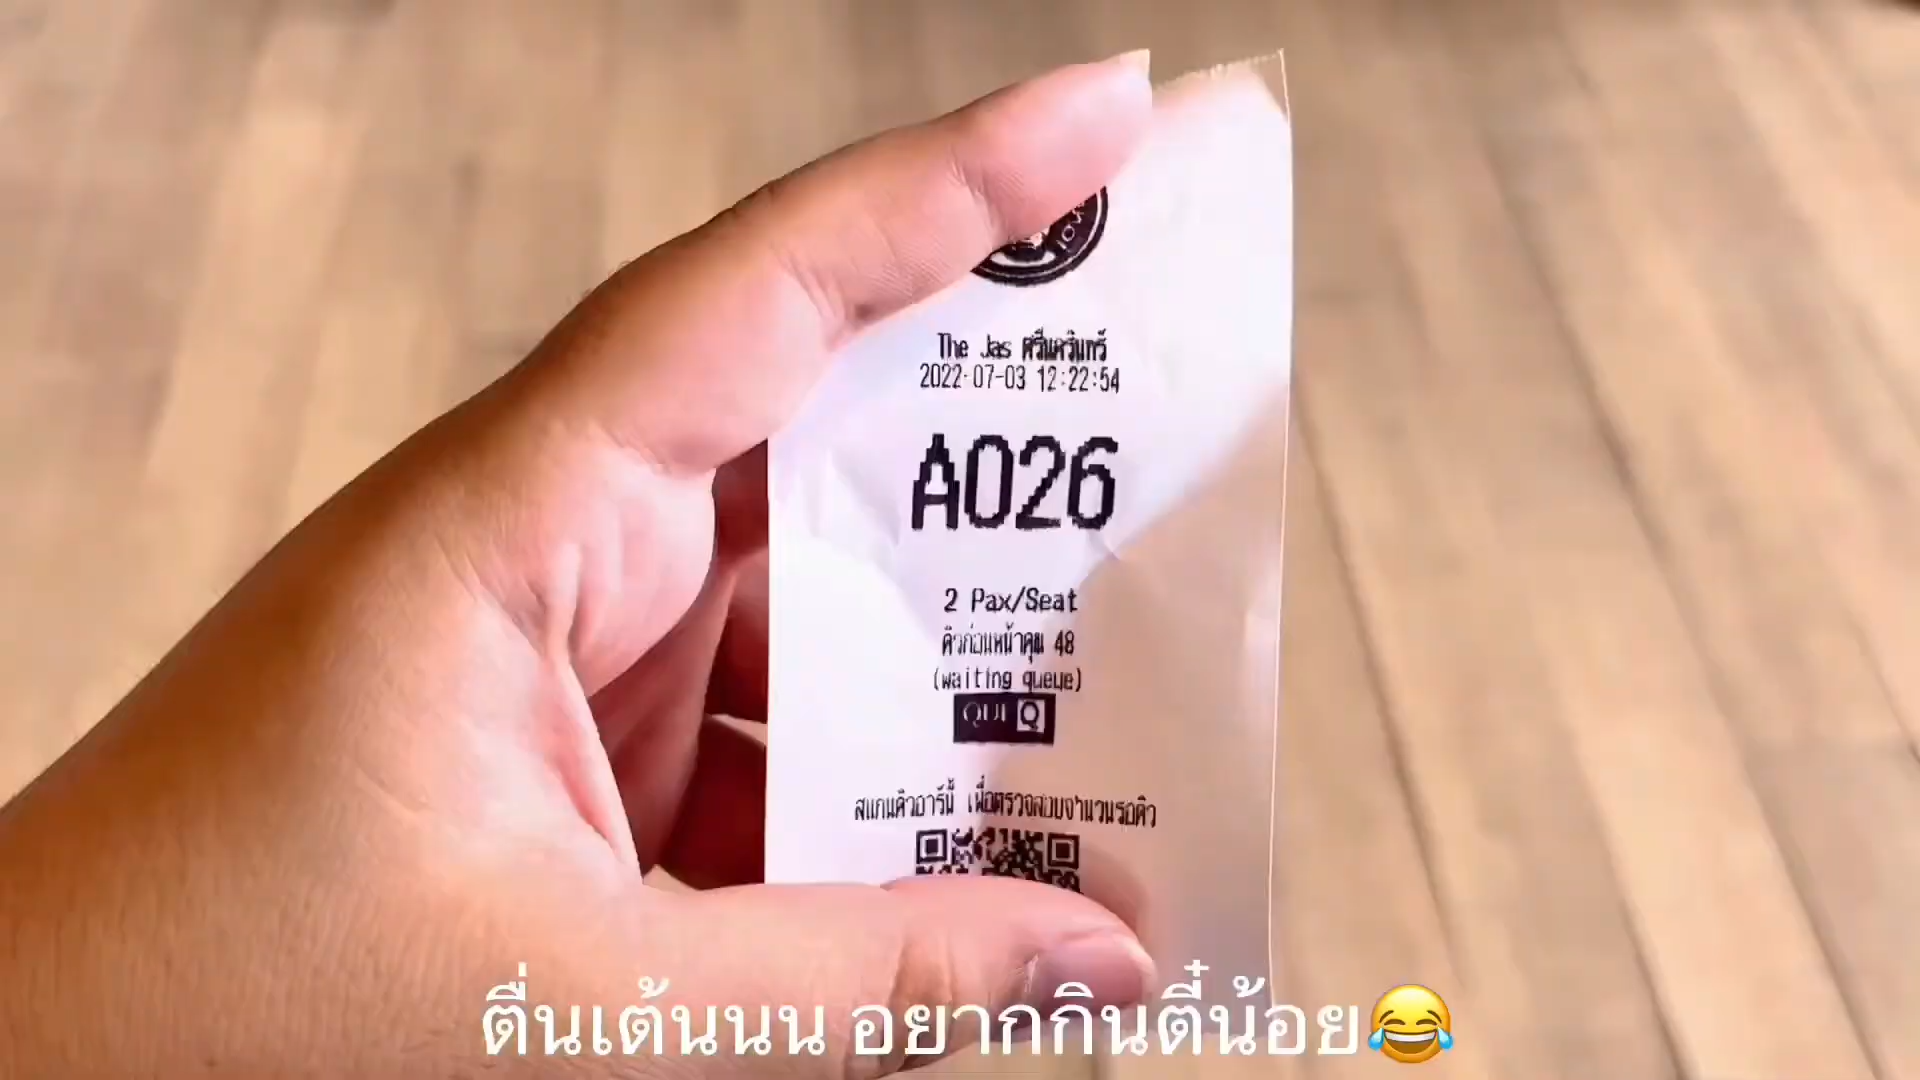 The Jas ศรีนครินทร์
2022-07-03 12:22:54
A026
2 Pax/Seat
คิวก่อนหน้าคุณ 48
(waiting queue)
QUE Q
สแกนคิวอาร์นี้ เพื่อตรวจสอบจำนวนรอคิว
ตื่นเต้นนน อยากกินตี๋น้อย😂